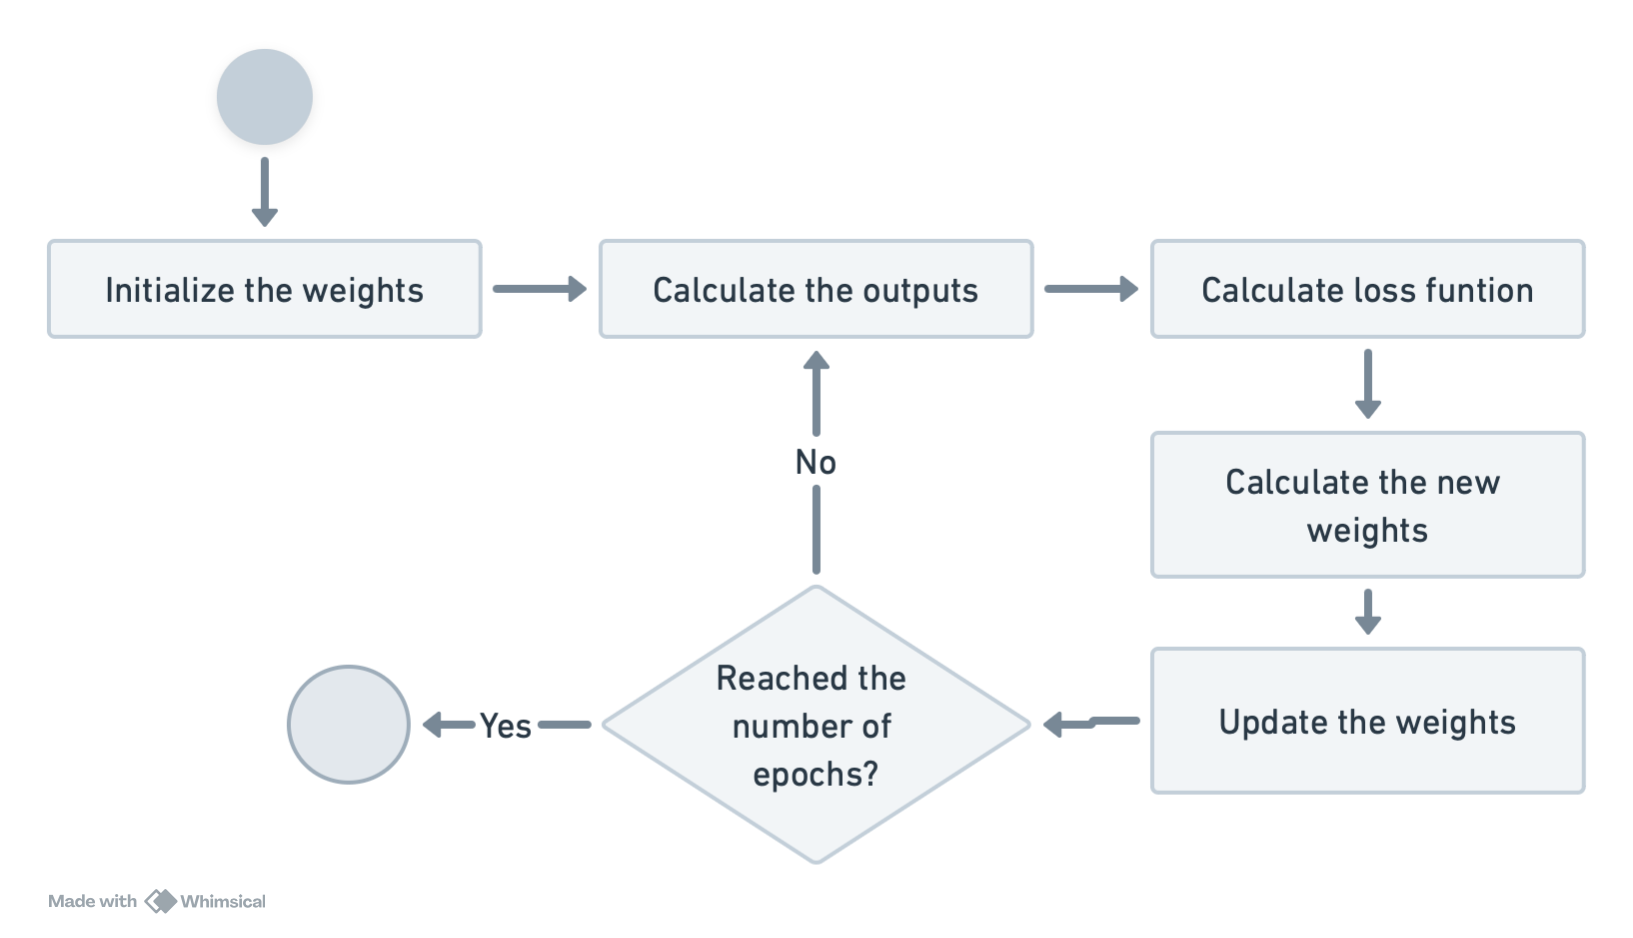 Initialize the weights
Calculate the outputs
Calculate loss funtion
No
Calculate the new
weights
Reached the
number of
epochs?
Yes
Update the weights
Made with Whimsical